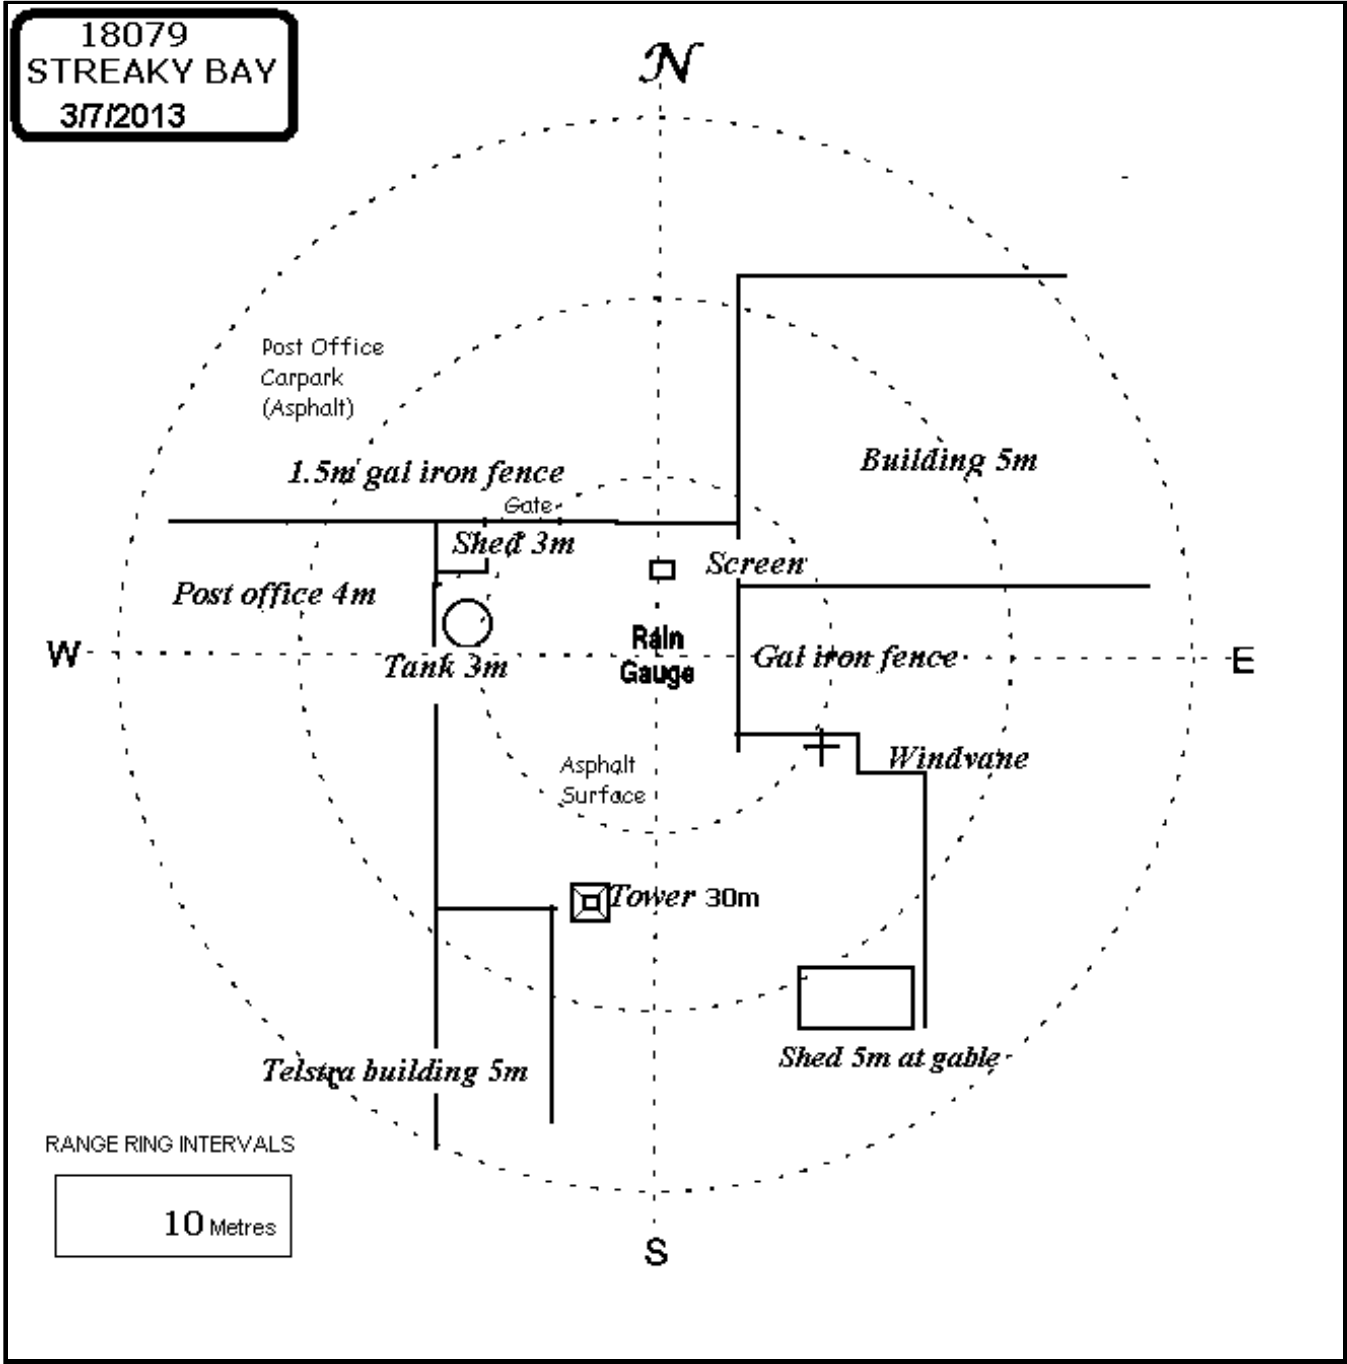 18079
STREAKY BAY
3/7/2013
N
Post Office
Carpark
(Asphalt)
1.5m gal iron fence
Gate
Building 5m
Shed 3m
Screen
Post office 4m
Rain
Gauge
W
Tank 3m
Gal iron fence
E
Asphalt
Surface
Windvane
Tower 30m
Shed 5m at gable
Telstra building 5m
RANGE RING INTERVALS
10 Metres
S